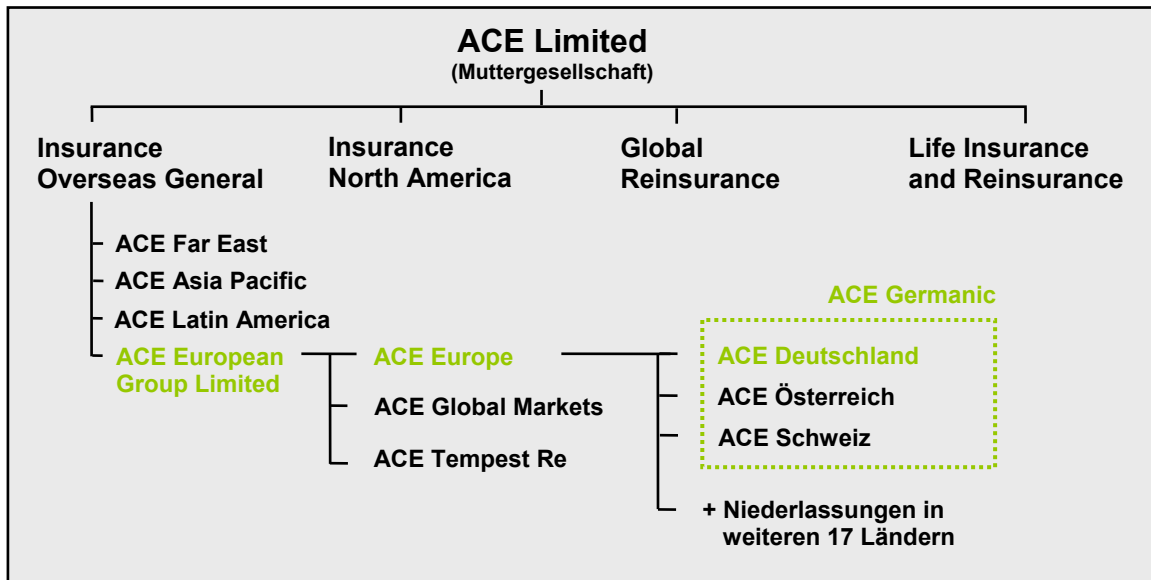 ACE Limited
(Muttergesellschaft)
Insurance
Overseas General
Insurance
North America
Global
Reinsurance
Life Insurance
and Reinsurance
ACE Far East
ACE Asia Pacific
ACE Latin America
ACE European
Group Limited
ACE Europe
ACE Global Markets
ACE Tempest Re
ACE Germanic
ACE Deutschland
ACE Österreich
ACE Schweiz
+ Niederlassungen in
weiteren 17 Ländern